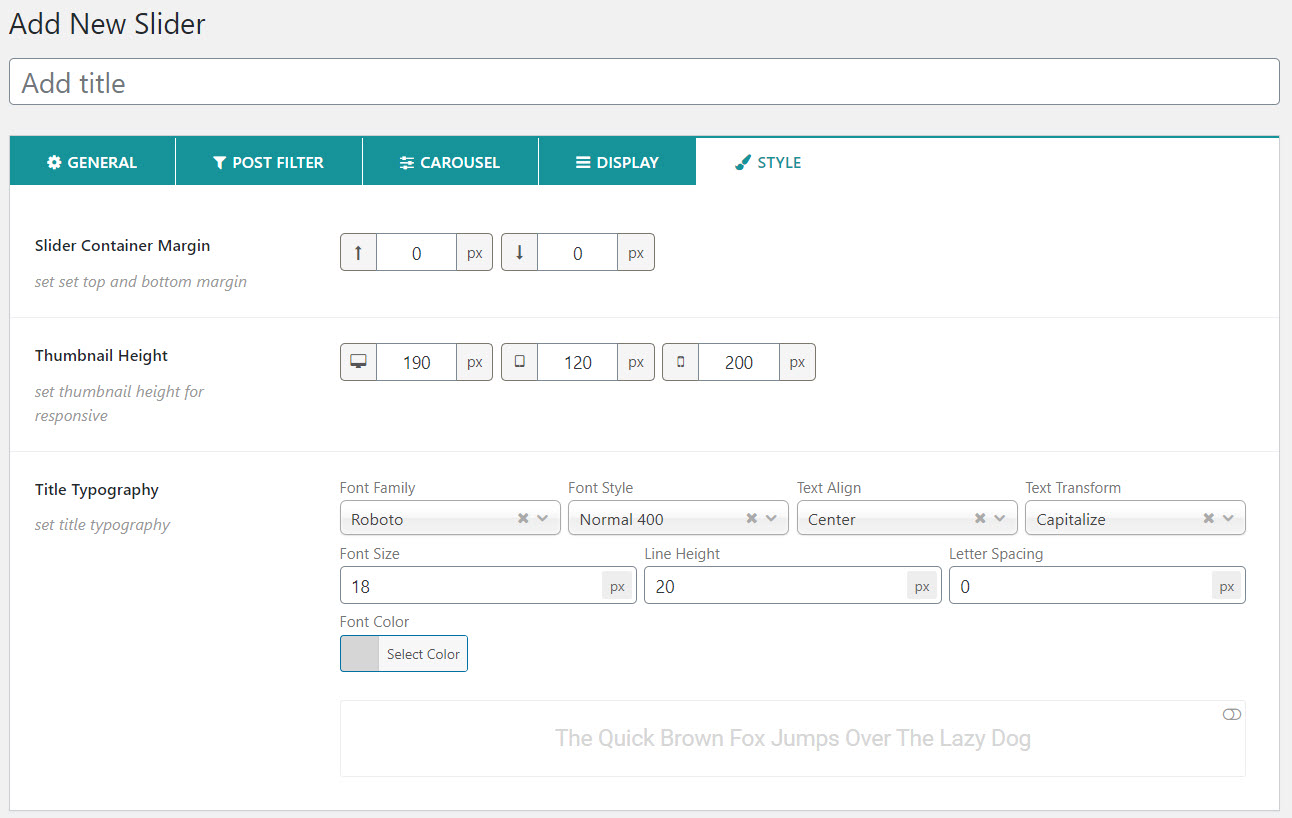 Add New Slider
Add title
GENERAL POST FILTER CAROUSEL DISPLAY STYLE
Slider Container Margin
0 px 0 px
set set top and bottom margin
Thumbnail Height
190 px 120 px 200 px
set thumbnail height for
responsive
Title Typography
set title typography
Font Family Font Style Text Align Text Transform
Roboto Normal 400 Center Capitalize
Font Size Line Height Letter Spacing
18 px 20 px 0 px
Font Color
Select Color
The Quick Brown Fox Jumps Over The Lazy Dog